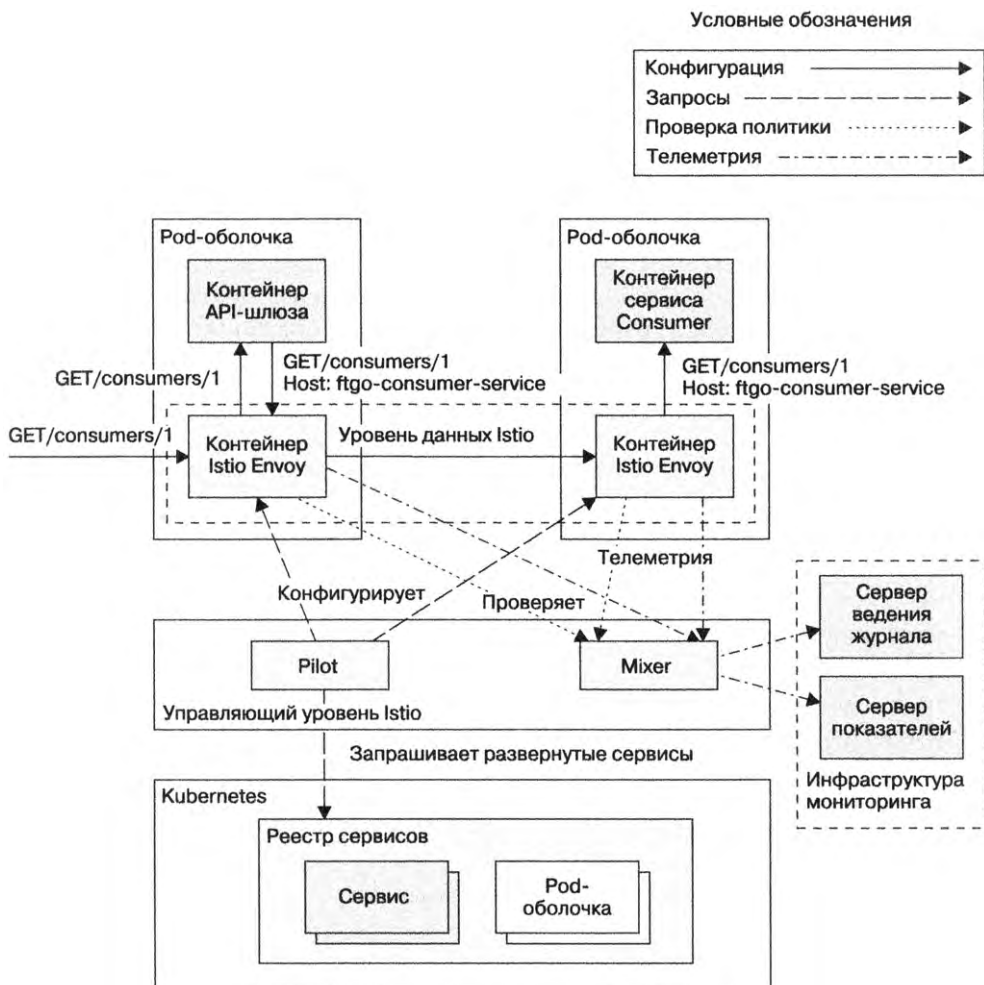 Условные обозначения
Конфигурация
Запросы
Проверка политики
Телеметрия
Pod-оболочка
Контейнер
API-шлюза
Pod-оболочка
Контейнер
сервиса
Consumer
GET/consumers/1
GET/consumers/1
Host: ftgo-consumer-service
GET/consumers/1
Host: ftgo-consumer-service
GET/consumers/1
Контейнер
Istio Envoy
Уровень данных Istio
Контейнер
Istio Envoy
Конфигурирует
Проверяет
Телеметрия
Pilot
Mixer
Управляющий уровень Istio
Сервер
ведения
журнала
Сервер
показателей
Инфраструктура
мониторинга
Запрашивает развернутые сервисы
Kubernetes
Реестр сервисов
Сервис
Pod-
оболочка